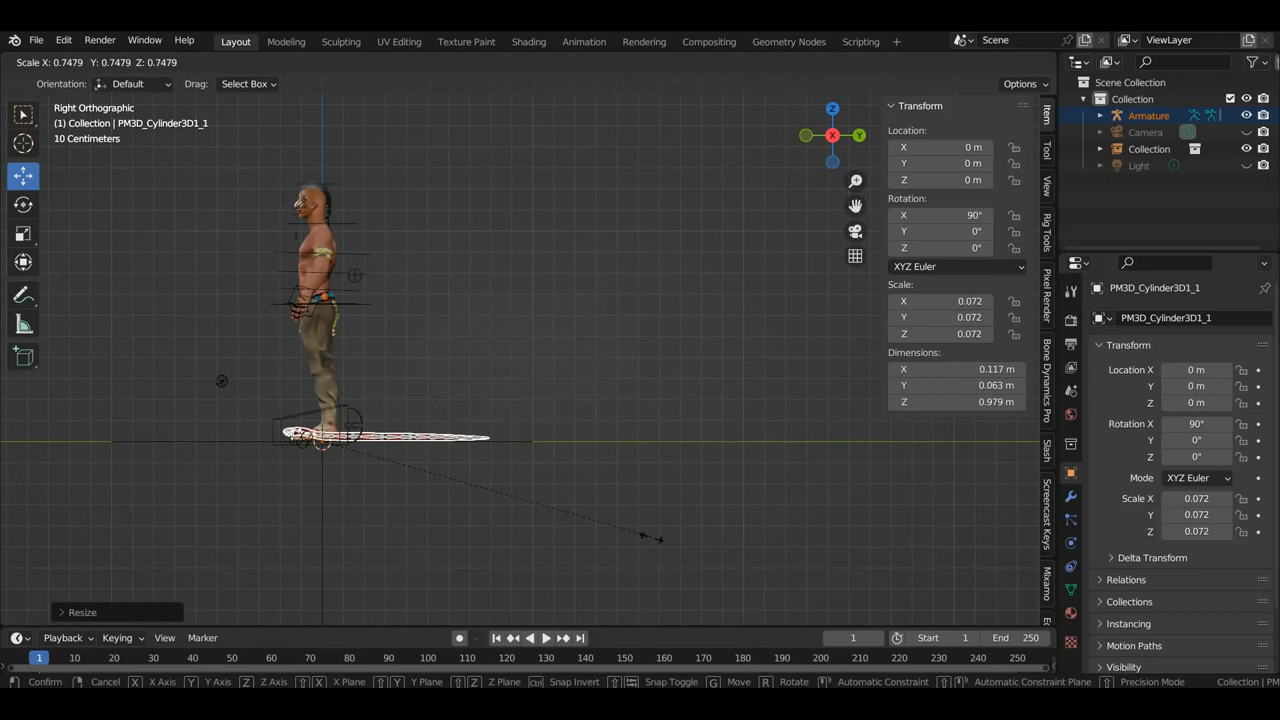 File Edit Render Window Help Layout Modeling Sculpting UV Editing Texture Paint Shading Animation Rendering Compositing Geometry Nodes Scripting + Scene ViewLayer
Scale X: 0.7479 Y: 0.7479 Z: 0.7479
Orientation: Default Drag: Select Box Options
Scene Collection
Collection
Armature
Camera
Collection
Light
Right Orthographic
(1) Collection | PM3D_Cylinder3D1_1
10 Centimeters
Z
Y
X
Transform
Location:
X 0 m
Y 0 m
Z 0 m
Rotation:
X 90°
Y 0°
Z 0°
XYZ Euler
Scale:
X 0.072
Y 0.072
Z 0.072
Dimensions:
X 0.117 m
Y 0.063 m
Z 0.979 m
Item
Tool
View
Rig Tools
Pixel Render
Bone Dynamics Pro
Slash
Screencast Keys
Mixamo
PM3D_Cylinder3D1_1
PM3D_Cylinder3D1_1
Transform
Location X 0 m
Y 0 m
Z 0 m
Rotation X 90°
Y 0°
Z 0°
Mode XYZ Euler
Scale X 0.072
Y 0.072
Z 0.072
Delta Transform
Relations
Collections
Instancing
Motion Paths
Visibility
Resize
Playback Keying View Marker 1 Start 1 End 250
1 10 20 30 40 50 60 70 80 90 100 110 120 130 140 150 160 170 180 190 200 210 220 230 240 250
Confirm Cancel X X Axis Y Y Axis Z Z Axis X X Plane Y Y Plane Z Z Plane Ctrl Snap Invert Snap Toggle G Move R Rotate Automatic Constraint Automatic Constraint Plane Precision Mode Collection | PM